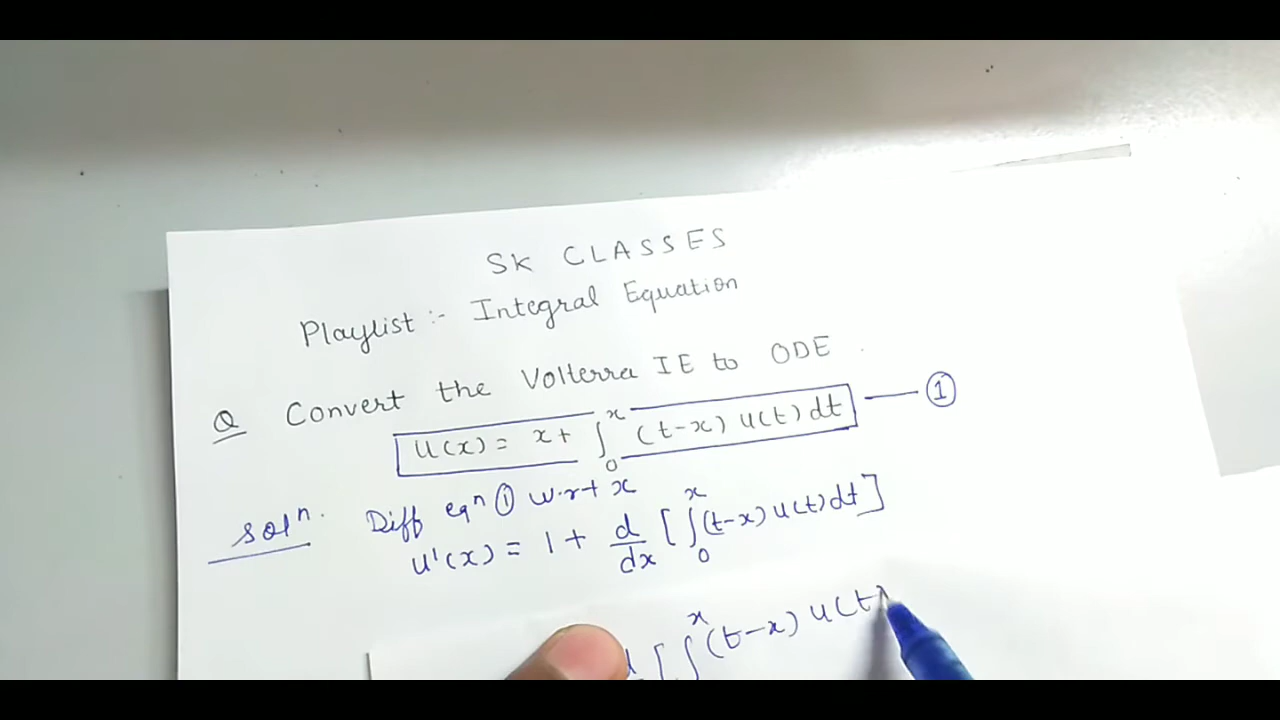 SK CLASSES
Playlist :- Integral Equation
Q Convert the Volterra IE to ODE.
u(x) = x + ∫₀ˣ (t-x) u(t) dt —— ①
Solⁿ. Diff eqⁿ ① w.r.t x
u'(x) = 1 + d/dx [ ∫₀ˣ (t-x) u(t) dt ]
[ ∫ˣ (t-x) u(t)